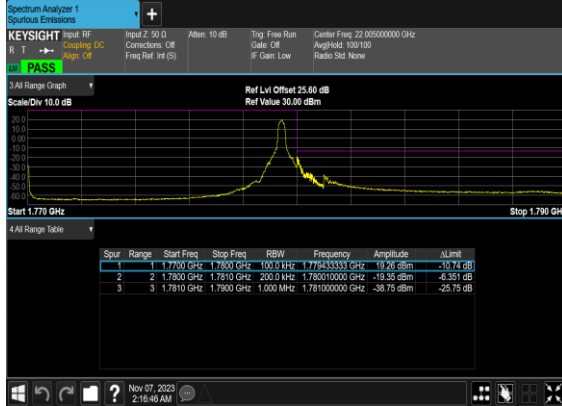 Spectrum Analyzer 1
Spurious Emissions
+
KEYSIGHT Input: RF Input Z: 50 Ω Atten: 10 dB Trig: Free Run Center Freq: 22.005000000 GHz
R T Coupling: DC Corrections: Off Gate: Off Avg|Hold: 100/100
Align: Off Freq Ref: Int (S) IF Gain: Low Radio Std: None
LXI PASS
3 All Range Graph
Ref Lvl Offset 25.60 dB
Scale/Div 10.0 dB Ref Value 30.00 dBm
20.0
10.0
0.00
-10.0
-20.0
-30.0
-40.0
-50.0
-60.0
Start 1.770 GHz Stop 1.790 GH
4 All Range Table
Spur Range Start Freq Stop Freq RBW Frequency Amplitude ΔLimit
1 1 1.7700 GHz 1.7800 GHz 100.0 kHz 1.779433333 GHz 19.26 dBm -10.74 dB
2 2 1.7800 GHz 1.7810 GHz 200.0 kHz 1.780010000 GHz -19.35 dBm -6.351 dB
3 3 1.7810 GHz 1.7900 GHz 1.000 MHz 1.781000000 GHz -38.75 dBm -25.75 dB
? Nov 07, 2023
2:16:46 AM